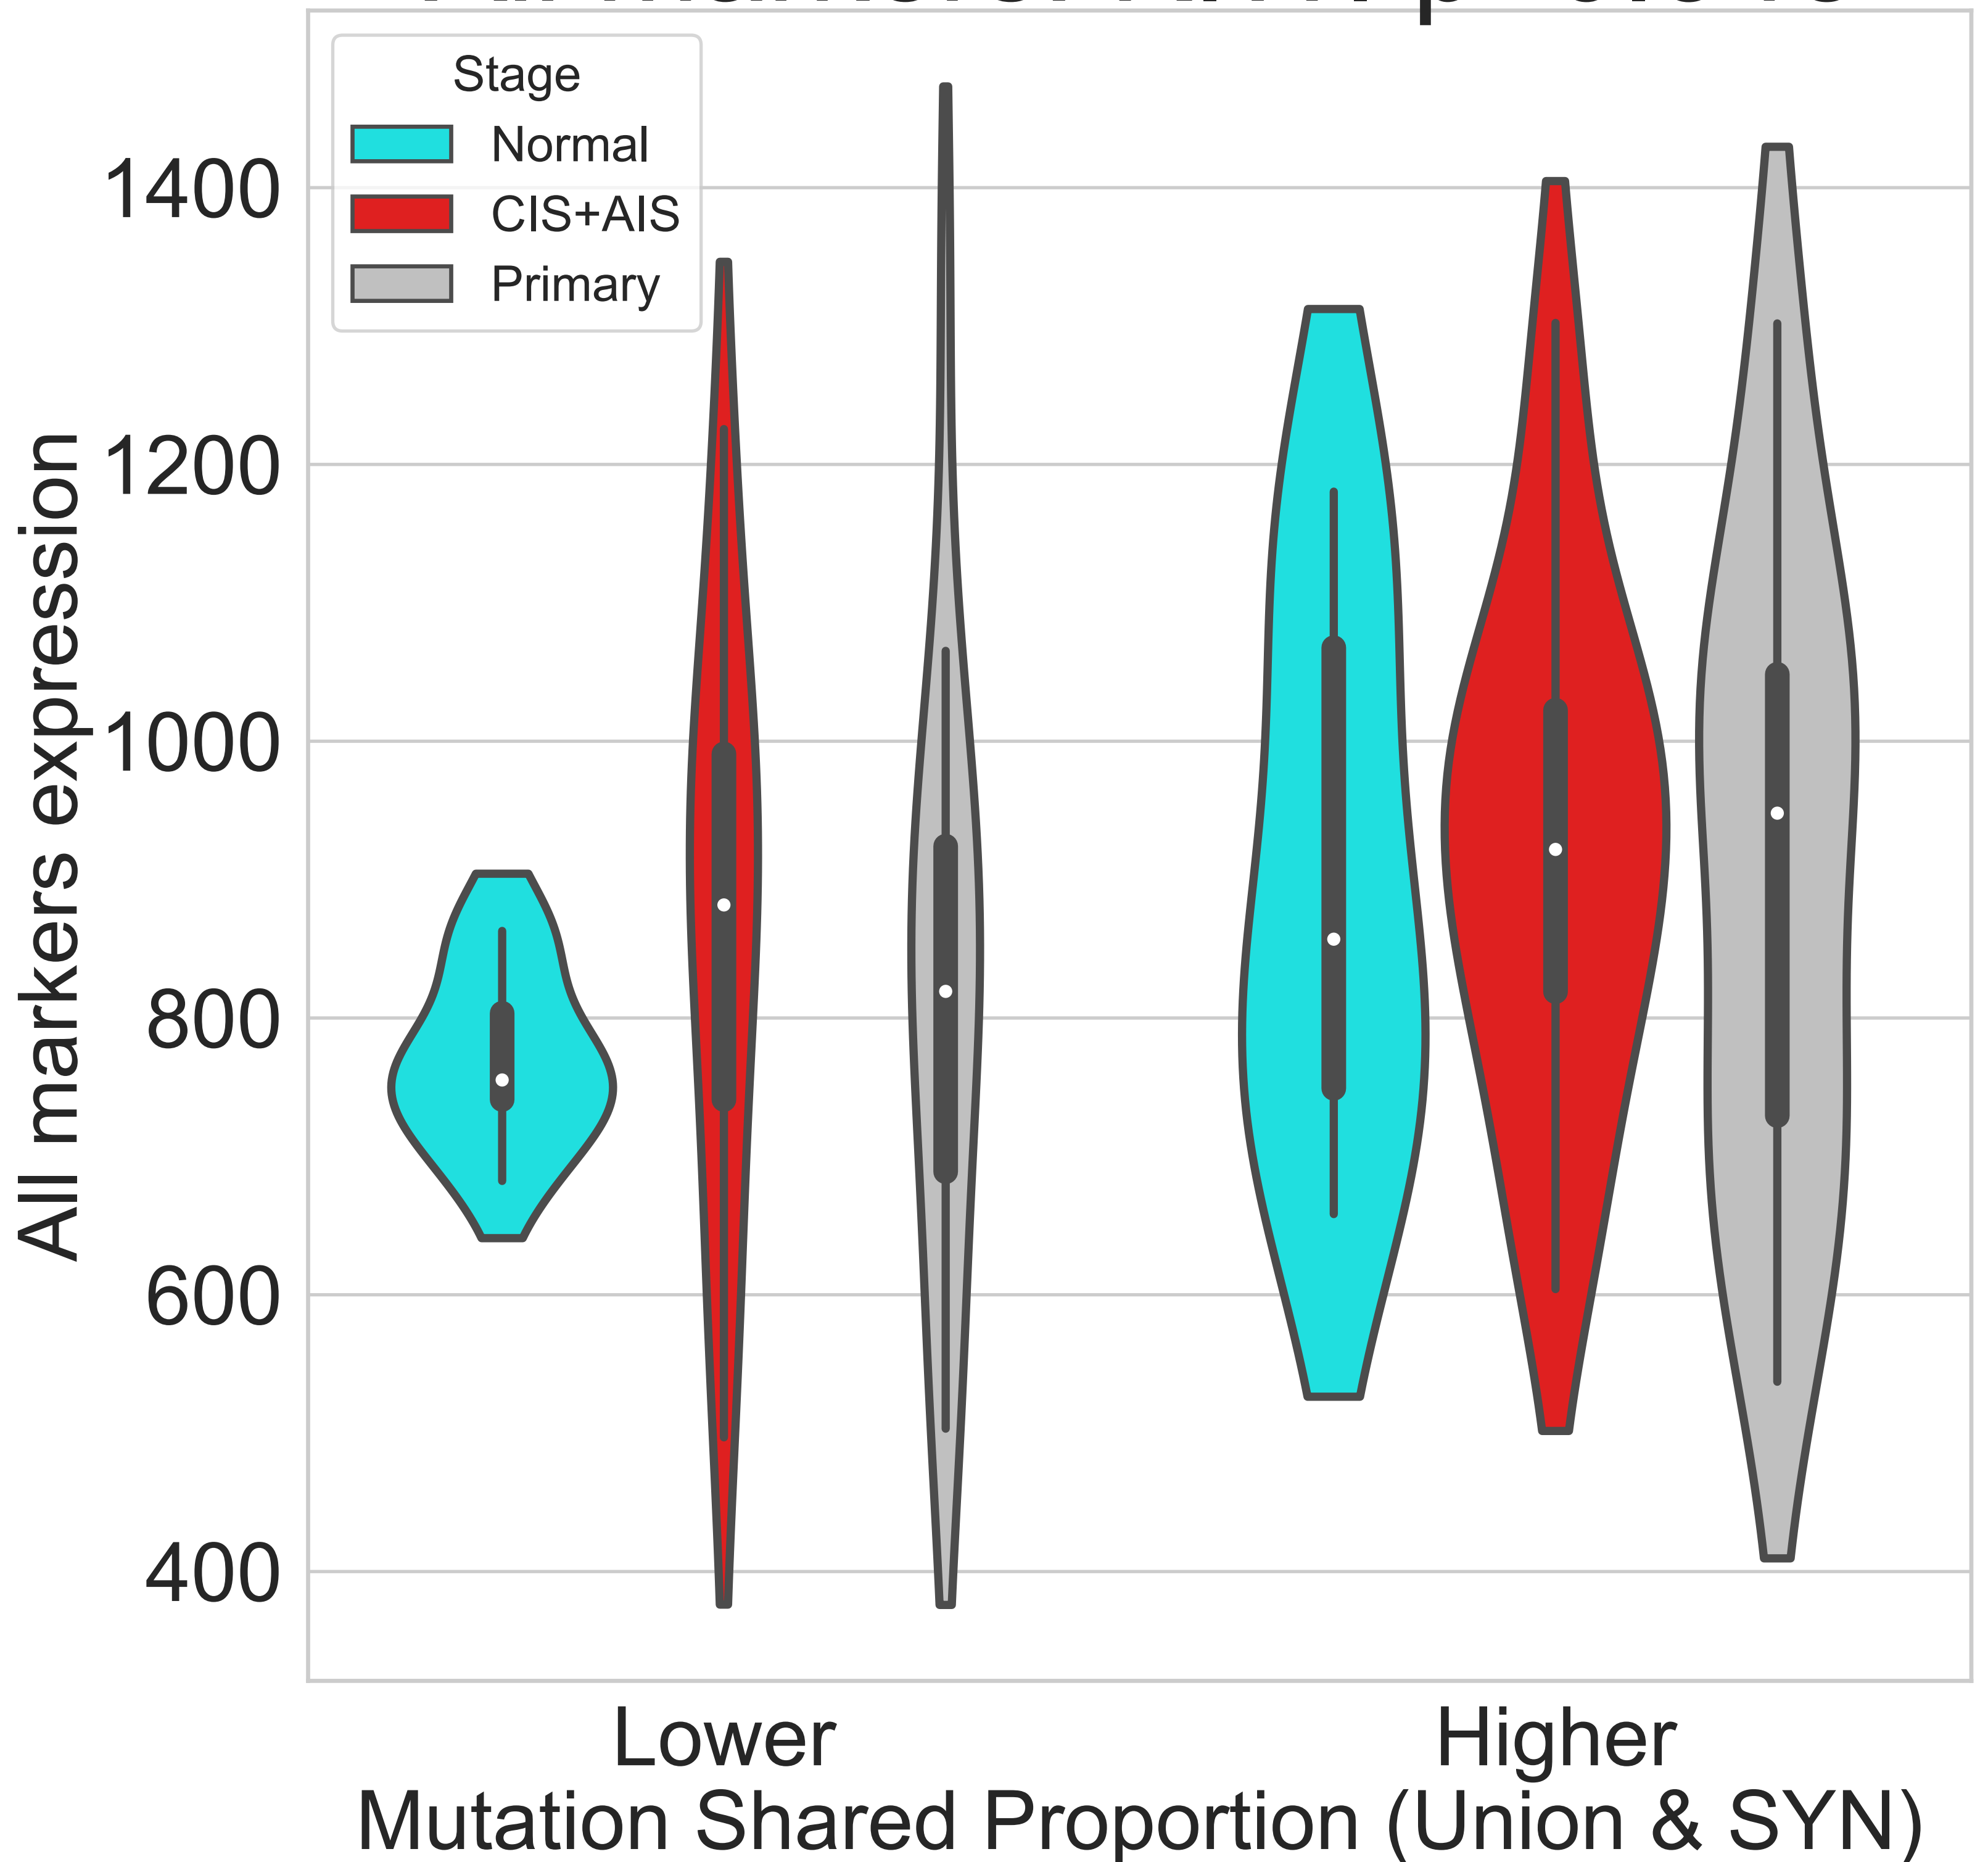 Stage
Normal
CIS+AIS
Primary
1400
1200
1000
800
600
400
All markers expression
Lower
Higher
Mutation Shared Proportion (Union & SYN)